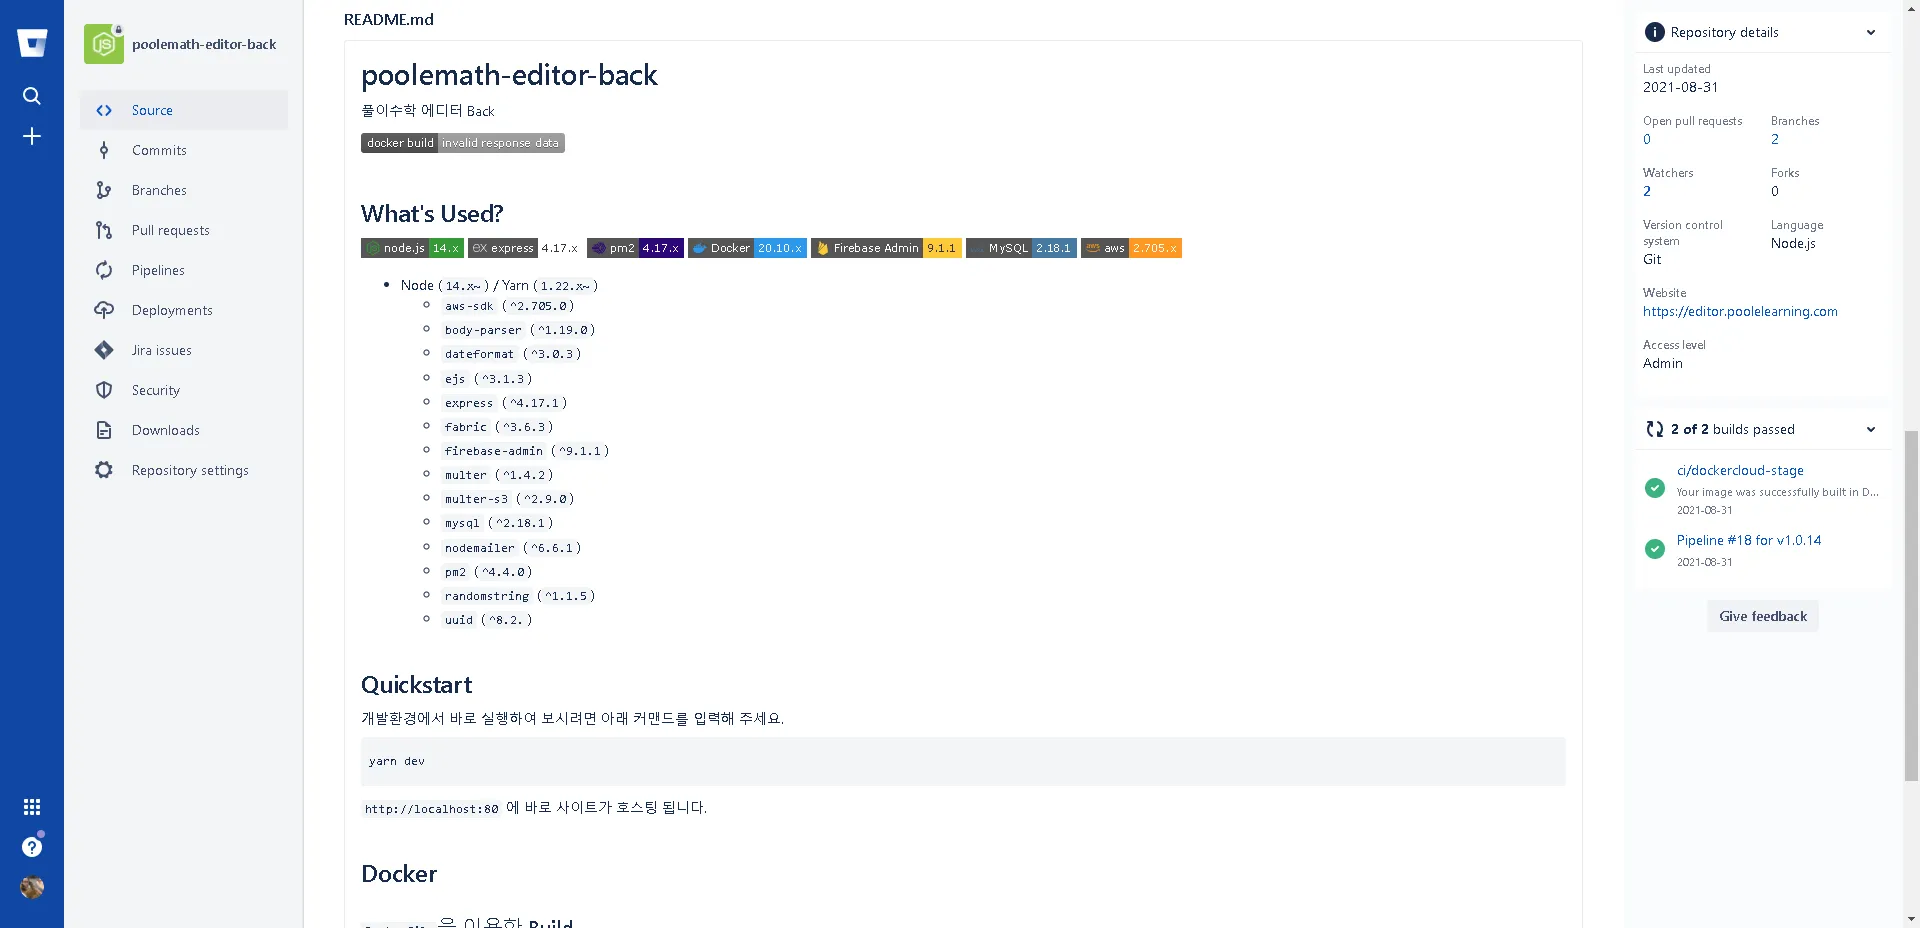 poolemath-editor-back
Source
Commits
Branches
Pull requests
Pipelines
Deployments
Jira issues
Security
Downloads
Repository settings
README.md
poolemath-editor-back
풀이수학 에디터 Back
docker build invalid response data
What's Used?
node.js 14.x express 4.17.x pm2 4.17.x Docker 20.10.x Firebase Admin 9.1.1 MySQL 2.18.1 aws 2.705.x
Node (14.x~) / Yarn (1.22.x~)
aws-sdk (^2.705.0)
body-parser (^1.19.0)
dateformat (^3.0.3)
ejs (^3.1.3)
express (^4.17.1)
fabric (^3.6.3)
firebase-admin (^9.1.1)
multer (^1.4.2)
multer-s3 (^2.9.0)
mysql (^2.18.1)
nodemailer (^6.6.1)
pm2 (^4.4.0)
randomstring (^1.1.5)
uuid (^8.2.)
Quickstart
개발환경에서 바로 실행하여 보시려면 아래 커맨드를 입력해 주세요.
yarn dev
http://localhost:80 에 바로 사이트가 호스팅 됩니다.
Docker
을 이용한 Build
Repository details
Last updated
2021-08-31
Open pull requests
0
Branches
2
Watchers
2
Forks
0
Version control
system
Git
Language
Node.js
Website
https://editor.poolelearning.com
Access level
Admin
2 of 2 builds passed
ci/dockercloud-stage
Your image was successfully built in D...
2021-08-31
Pipeline #18 for v1.0.14
2021-08-31
Give feedback